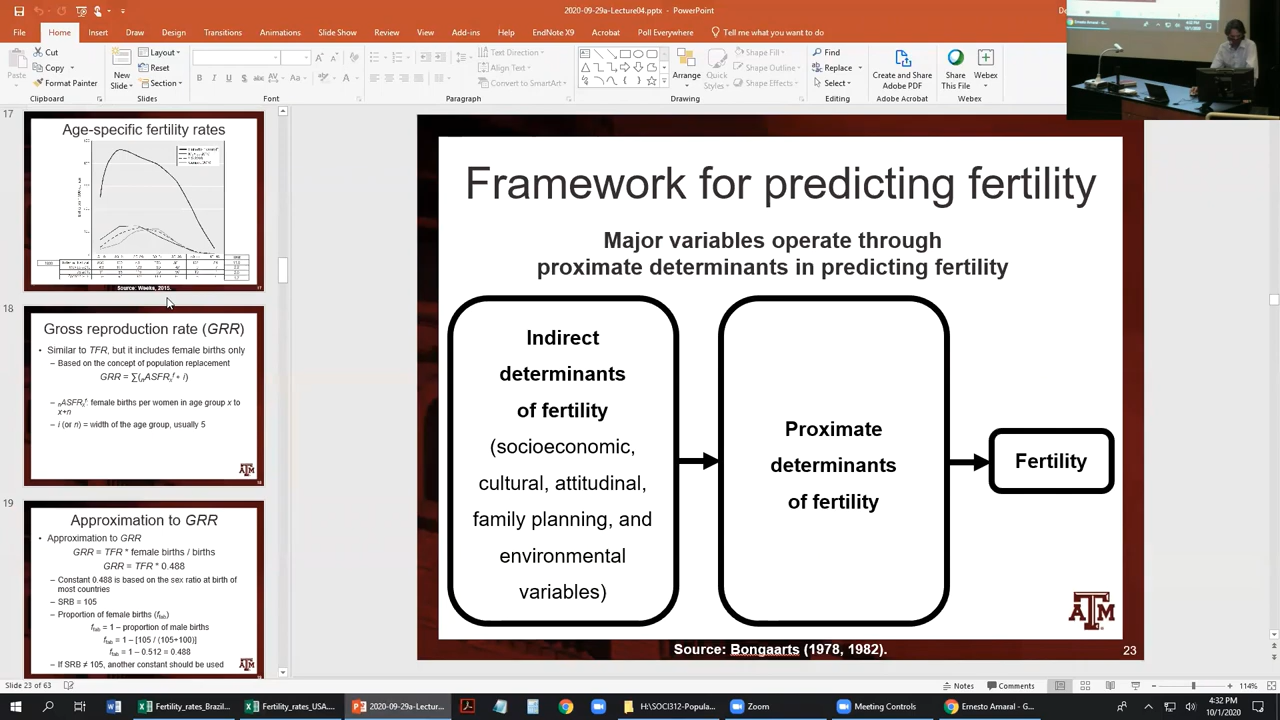 2020-09-29a-Lecture04.pptx - PowerPoint
File Home Insert Draw Design Transitions Animations Slide Show Review View Add-ins Help EndNote X9 Acrobat Poll Everywhere Tell me what you want to do
Paste
Cut
Copy
Format Painter
Clipboard
New Slide
Layout
Reset
Section
Slides
Font
Text Direction
Align Text
Convert to SmartArt
Paragraph
Arrange
Quick Styles
Shape Fill
Shape Outline
Shape Effects
Drawing
Find
Replace
Select
Editing
Create and Share Adobe PDF
Adobe Acrobat
Share This File
Webex
Webex
17
Age-specific fertility rates
Source: Weeks, 2015.
17
18
Gross reproduction rate (GRR)
• Similar to TFR, but it includes female births only
– Based on the concept of population replacement
GRR = ∑(nASFRxf * i)
– nASFRxf: female births per women in age group x to
x+n
– i (or n) = width of the age group, usually 5
19
Approximation to GRR
• Approximation to GRR
GRR = TFR * female births / births
GRR = TFR * 0.488
– Constant 0.488 is based on the sex ratio at birth of
most countries
– SRB = 105
– Proportion of female births (ffab)
ffab = 1 – proportion of male births
ffab = 1 – [105 / (105+100)]
ffab = 1 – 0.512 = 0.488
– If SRB ≠ 105, another constant should be used
Framework for predicting fertility
Major variables operate through
proximate determinants in predicting fertility
Indirect
determinants
of fertility
(socioeconomic,
cultural, attitudinal,
family planning, and
environmental
variables)
Proximate
determinants
of fertility
Fertility
ATM
Source: Bongaarts (1978, 1982).
23
Slide 23 of 63
Notes
Comments
114%
Fertility_rates_Brazil...
Fertility_rates_USA....
2020-09-29a-Lectur...
H:\SOCI312-Popula...
Zoom
Meeting Controls
Ernesto Amaral - G...
4:32 PM
10/1/2020